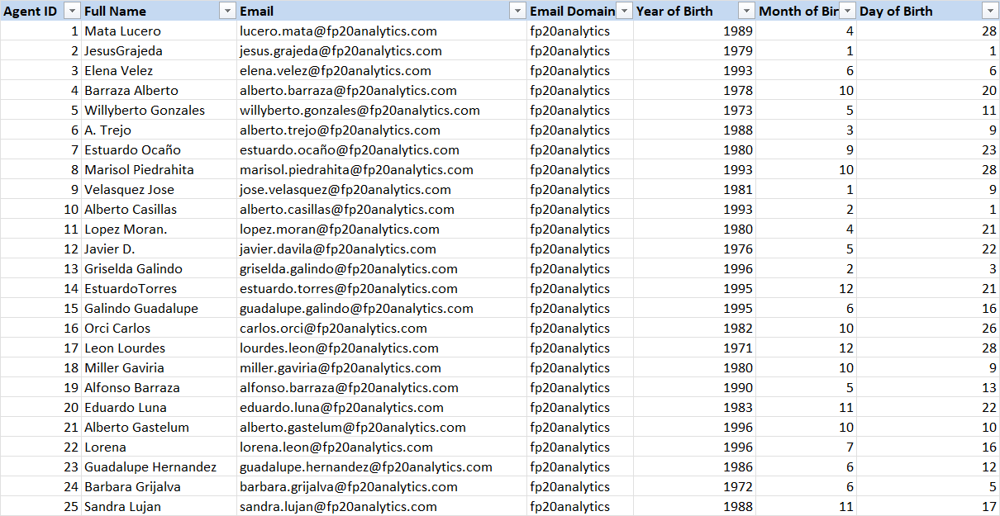 Agent ID Full Name Email Email Domain Year of Birth Month of Bir Day of Birth
1 Mata Lucero lucero.mata@fp20analytics.com fp20analytics 1989 4 28
2 JesusGrajeda jesus.grajeda@fp20analytics.com fp20analytics 1979 1 1
3 Elena Velez elena.velez@fp20analytics.com fp20analytics 1993 6 6
4 Barraza Alberto alberto.barraza@fp20analytics.com fp20analytics 1978 10 20
5 Willyberto Gonzales willyberto.gonzales@fp20analytics.com fp20analytics 1973 5 11
6 A. Trejo alberto.trejo@fp20analytics.com fp20analytics 1988 3 9
7 Estuardo Ocaño estuardo.ocaño@fp20analytics.com fp20analytics 1980 9 23
8 Marisol Piedrahita marisol.piedrahita@fp20analytics.com fp20analytics 1993 10 28
9 Velasquez Jose jose.velasquez@fp20analytics.com fp20analytics 1981 1 9
10 Alberto Casillas alberto.casillas@fp20analytics.com fp20analytics 1993 2 1
11 Lopez Moran. lopez.moran@fp20analytics.com fp20analytics 1980 4 21
12 Javier D. javier.davila@fp20analytics.com fp20analytics 1976 5 22
13 Griselda Galindo griselda.galindo@fp20analytics.com fp20analytics 1996 2 3
14 EstuardoTorres estuardo.torres@fp20analytics.com fp20analytics 1995 12 21
15 Galindo Guadalupe guadalupe.galindo@fp20analytics.com fp20analytics 1995 6 16
16 Orci Carlos carlos.orci@fp20analytics.com fp20analytics 1982 10 26
17 Leon Lourdes lourdes.leon@fp20analytics.com fp20analytics 1971 12 28
18 Miller Gaviria miller.gaviria@fp20analytics.com fp20analytics 1980 10 9
19 Alfonso Barraza alfonso.barraza@fp20analytics.com fp20analytics 1990 5 13
20 Eduardo Luna eduardo.luna@fp20analytics.com fp20analytics 1983 11 22
21 Alberto Gastelum alberto.gastelum@fp20analytics.com fp20analytics 1996 10 10
22 Lorena lorena.leon@fp20analytics.com fp20analytics 1996 7 16
23 Guadalupe Hernandez guadalupe.hernandez@fp20analytics.com fp20analytics 1986 6 12
24 Barbara Grijalva barbara.grijalva@fp20analytics.com fp20analytics 1972 6 5
25 Sandra Lujan sandra.lujan@fp20analytics.com fp20analytics 1988 11 17